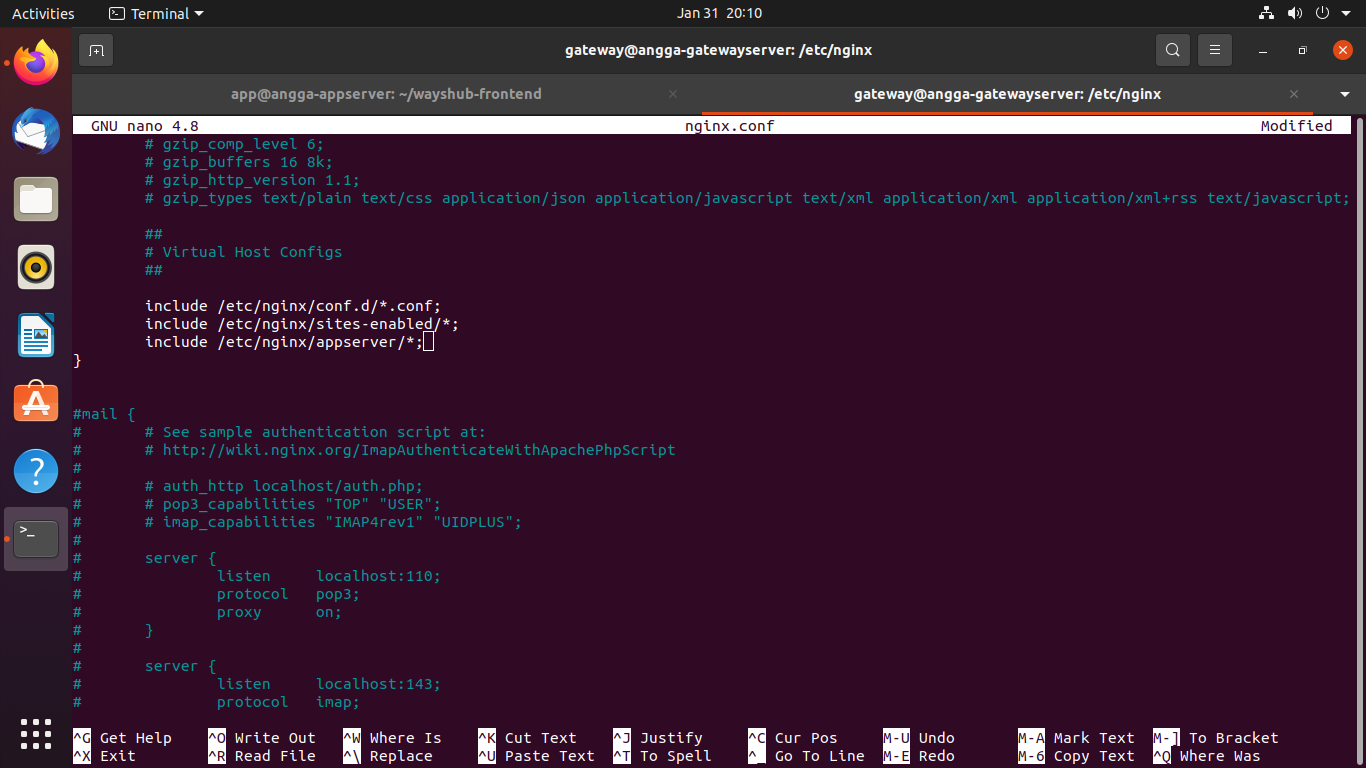 Activities Terminal Jan 31 20:10
gateway@angga-gatewayserver: /etc/nginx
app@angga-appserver: ~/wayshub-frontend × gateway@angga-gatewayserver: /etc/nginx ×
GNU nano 4.8 nginx.conf Modified
# gzip_comp_level 6;
# gzip_buffers 16 8k;
# gzip_http_version 1.1;
# gzip_types text/plain text/css application/json application/javascript text/xml application/xml application/xml+rss text/javascript;
##
# Virtual Host Configs
##
include /etc/nginx/conf.d/*.conf;
include /etc/nginx/sites-enabled/*;
include /etc/nginx/appserver/*;
}
#mail {
#       # See sample authentication script at:
#       # http://wiki.nginx.org/ImapAuthenticateWithApachePhpScript
#
#       # auth_http localhost/auth.php;
#       # pop3_capabilities "TOP" "USER";
#       # imap_capabilities "IMAP4rev1" "UIDPLUS";
#
#       server {
#               listen     localhost:110;
#               protocol   pop3;
#               proxy      on;
#       }
#
#       server {
#               listen     localhost:143;
#               protocol   imap;
^G Get Help ^O Write Out ^W Where Is ^K Cut Text ^J Justify ^C Cur Pos M-U Undo M-A Mark Text M-] To Bracket
^X Exit ^R Read File ^\ Replace ^U Paste Text ^T To Spell ^_ Go To Line M-E Redo M-6 Copy Text ^Q Where Was